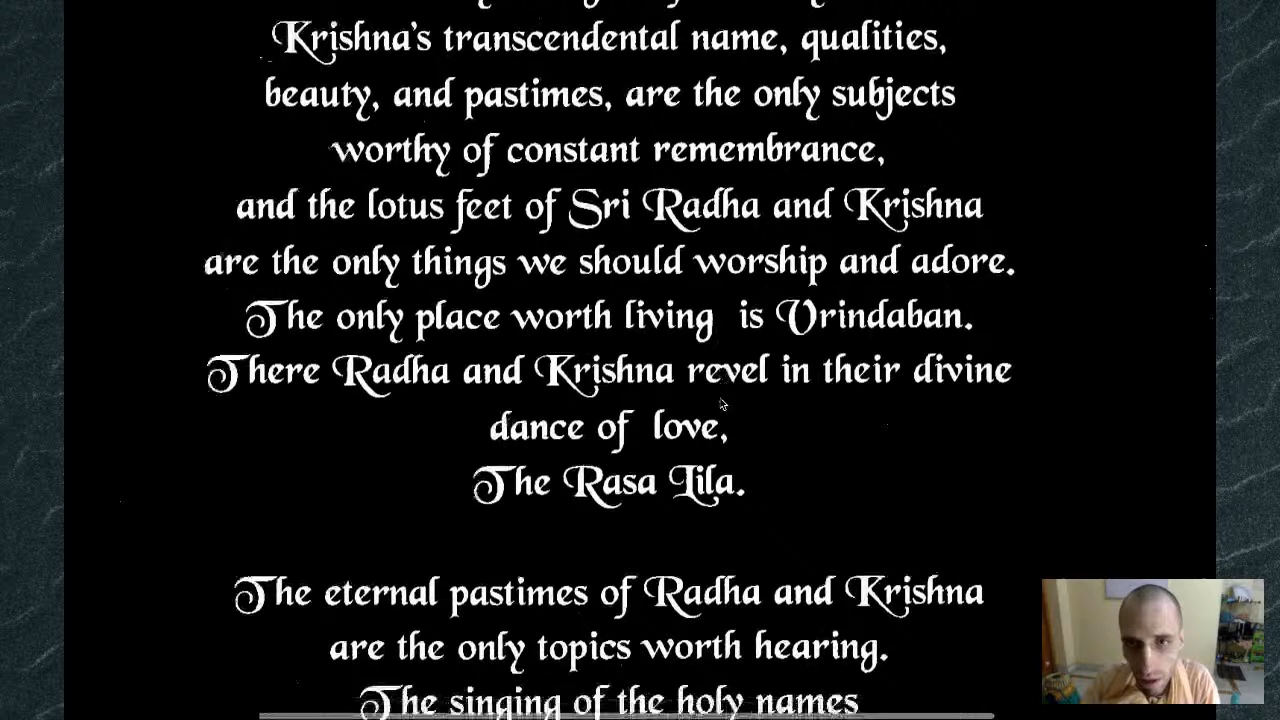 Krishna's transcendental name, qualities,
beauty, and pastimes, are the only subjects
worthy of constant remembrance,
and the lotus feet of Sri Radha and Krishna
are the only things we should worship and adore.
The only place worth living is Vrindaban.
There Radha and Krishna revel in their divine
dance of love,
The Rasa Lila.
The eternal pastimes of Radha and Krishna
are the only topics worth hearing.
The singing of the holy names